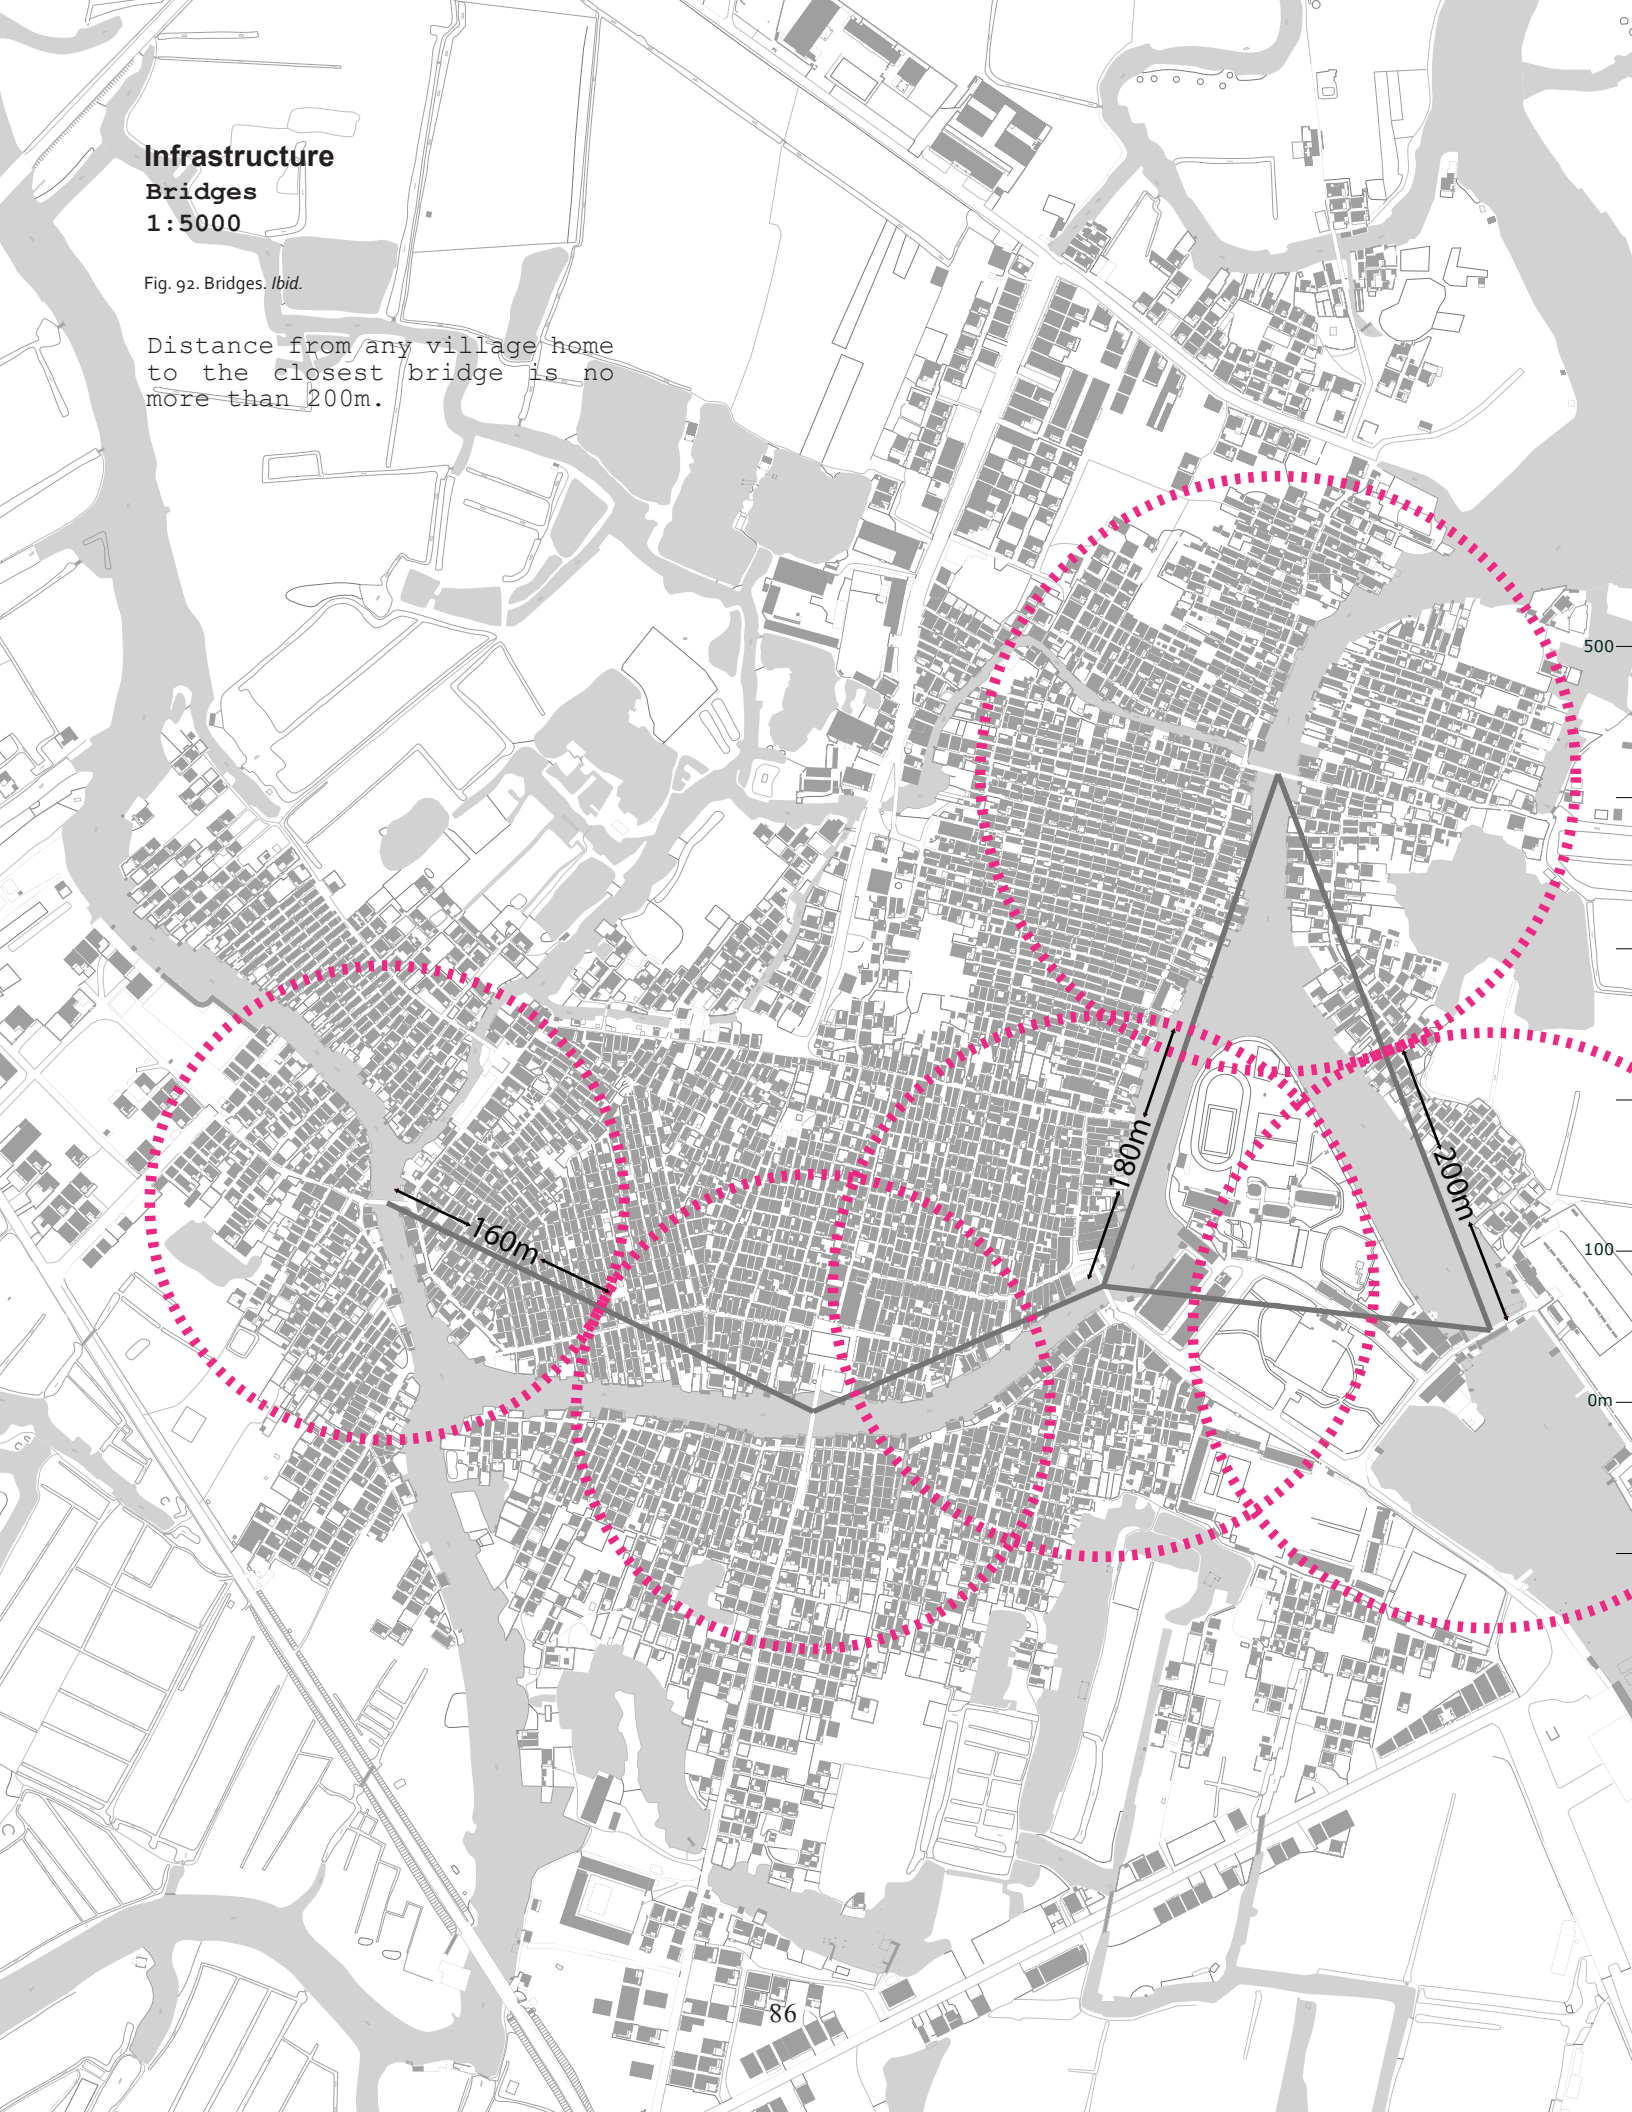 Infrastructure
Bridges
1:5000
Fig. 92. Bridges. Ibid.
Distance from any village home
to the closest bridge is no
more than 200m.
500
180m
200m
160m
100
0m
86